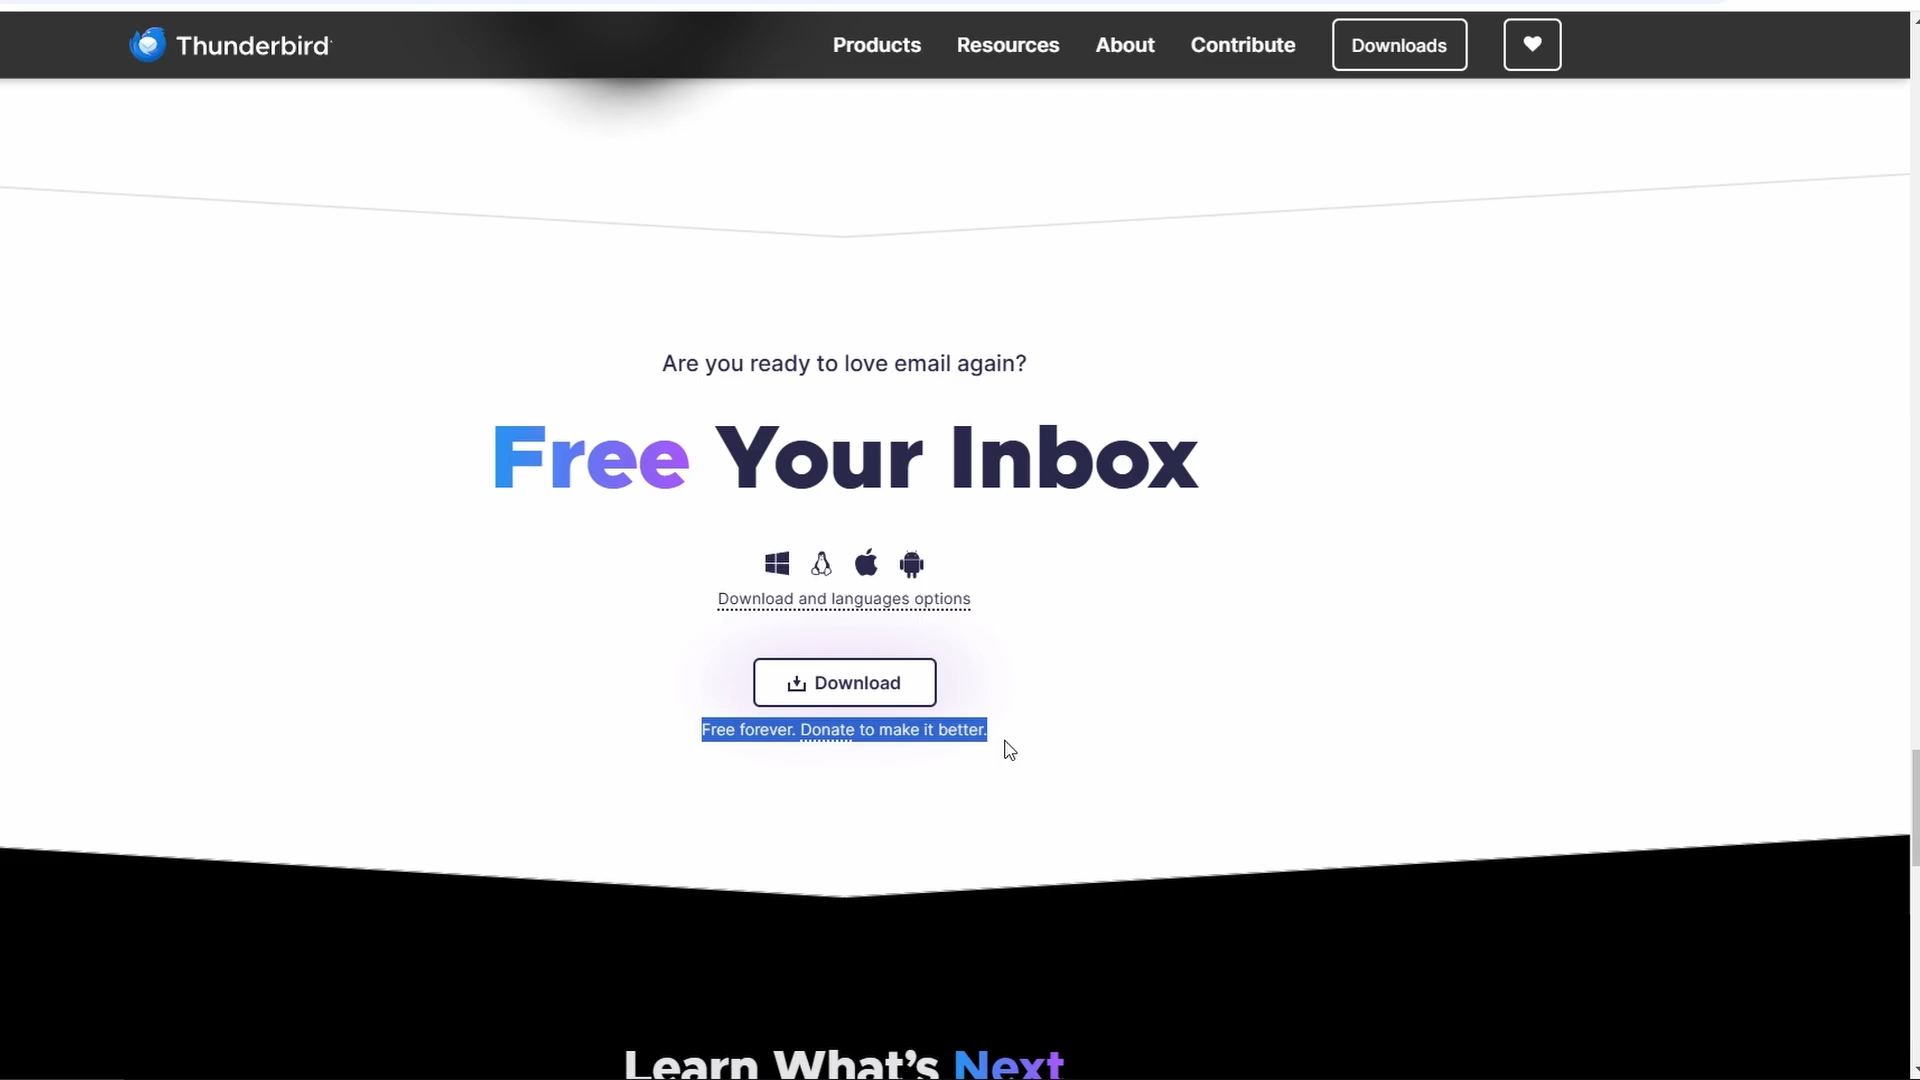 Thunderbird
Products Resources About Contribute Downloads
Are you ready to love email again?
Free Your Inbox
Download and languages options
Download
Free forever. Donate to make it better.
Learn What's Next